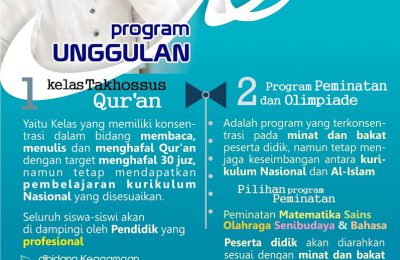 program
UNGGULAN
1 kelasTakhossus
Qur'an
Yaitu Kelas yang memiliki konsen-
trasi dalam bidang membaca,
menulis dan menghafal Qur'an
dengan target menghafal 30 juz,
namun tetap mendapatkan
pembelajaran kurikulum
Nasional yang disesuaikan.
Seluruh siswa-siswi akan
di dampingi oleh Pendidik yang
profesional
dibidang Keagamaan
2 Program Peminatan
dan Olimpiade
Adalah program yang terkonsen-
trasi pada minat dan bakat
peserta didik, namun tetap men-
jaga keseimbangan antara kuri-
kulum Nasional dan Al-Islam
Pilihan program
Peminatan
Peminatan Matematika Sains
Olahraga Senibudaya & Bahasa
Peserta didik akan diarahkan
sesuai dengan minat dan bakat